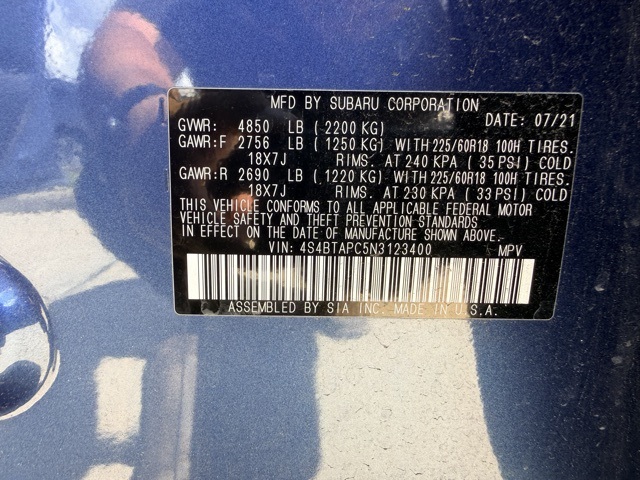 MFD BY SUBARU CORPORATION
DATE: 07/21
GVWR: 4850 LB (2200 KG)
GAWR:F 2756 LB (1250 KG) WITH 225/60R18 100H TIRES.
18X7J RIMS. AT 240 KPA (35 PSI) COLD
GAWR:R 2690 LB (1220 KG) WITH 225/60R18 100H TIRES.
18X7J RIMS. AT 230 KPA (33 PSI) COLD
THIS VEHICLE CONFORMS TO ALL APPLICABLE FEDERAL MOTOR
VEHICLE SAFETY AND THEFT PREVENTION STANDARDS
IN EFFECT ON THE DATE OF MANUFACTURE SHOWN ABOVE.
VIN: 4S4BTAPC5N3123400 MPV
ASSEMBLED BY SIA INC. MADE IN U.S.A.